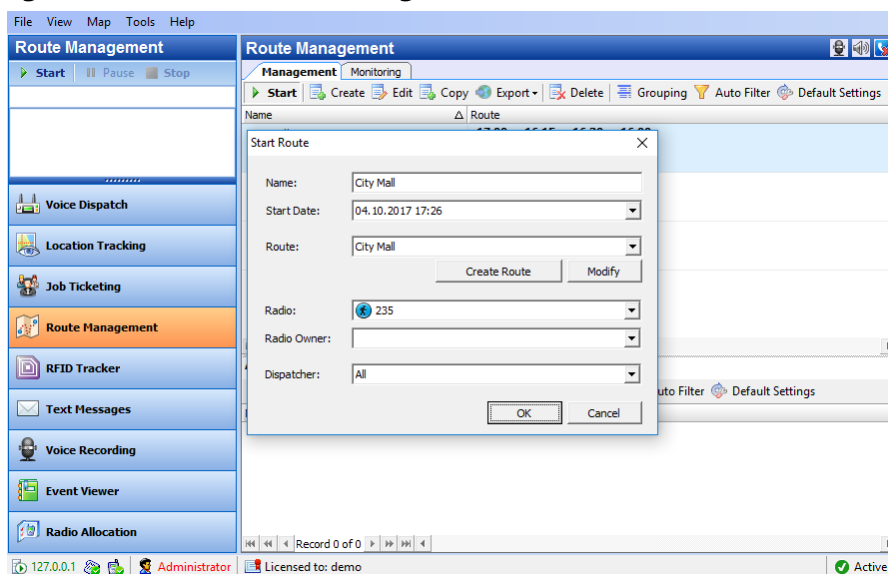 File View Map Tools Help
Route Management
Start Pause Stop
Voice Dispatch
Location Tracking
Job Ticketing
Route Management
RFID Tracker
Text Messages
Voice Recording
Event Viewer
Radio Allocation
Route Management
Management Monitoring
Start Create Edit Copy Export Delete Grouping Auto Filter Default Settings
Name Route
Start Route
Name: City Mall
Start Date: 04.10.2017 17:26
Route: City Mall
Create Route Modify
Radio: 235
Radio Owner:
Dispatcher: All
OK Cancel
uto Filter Default Settings
Record 0 of 0
127.0.0.1 Administrator Licensed to: demo Active